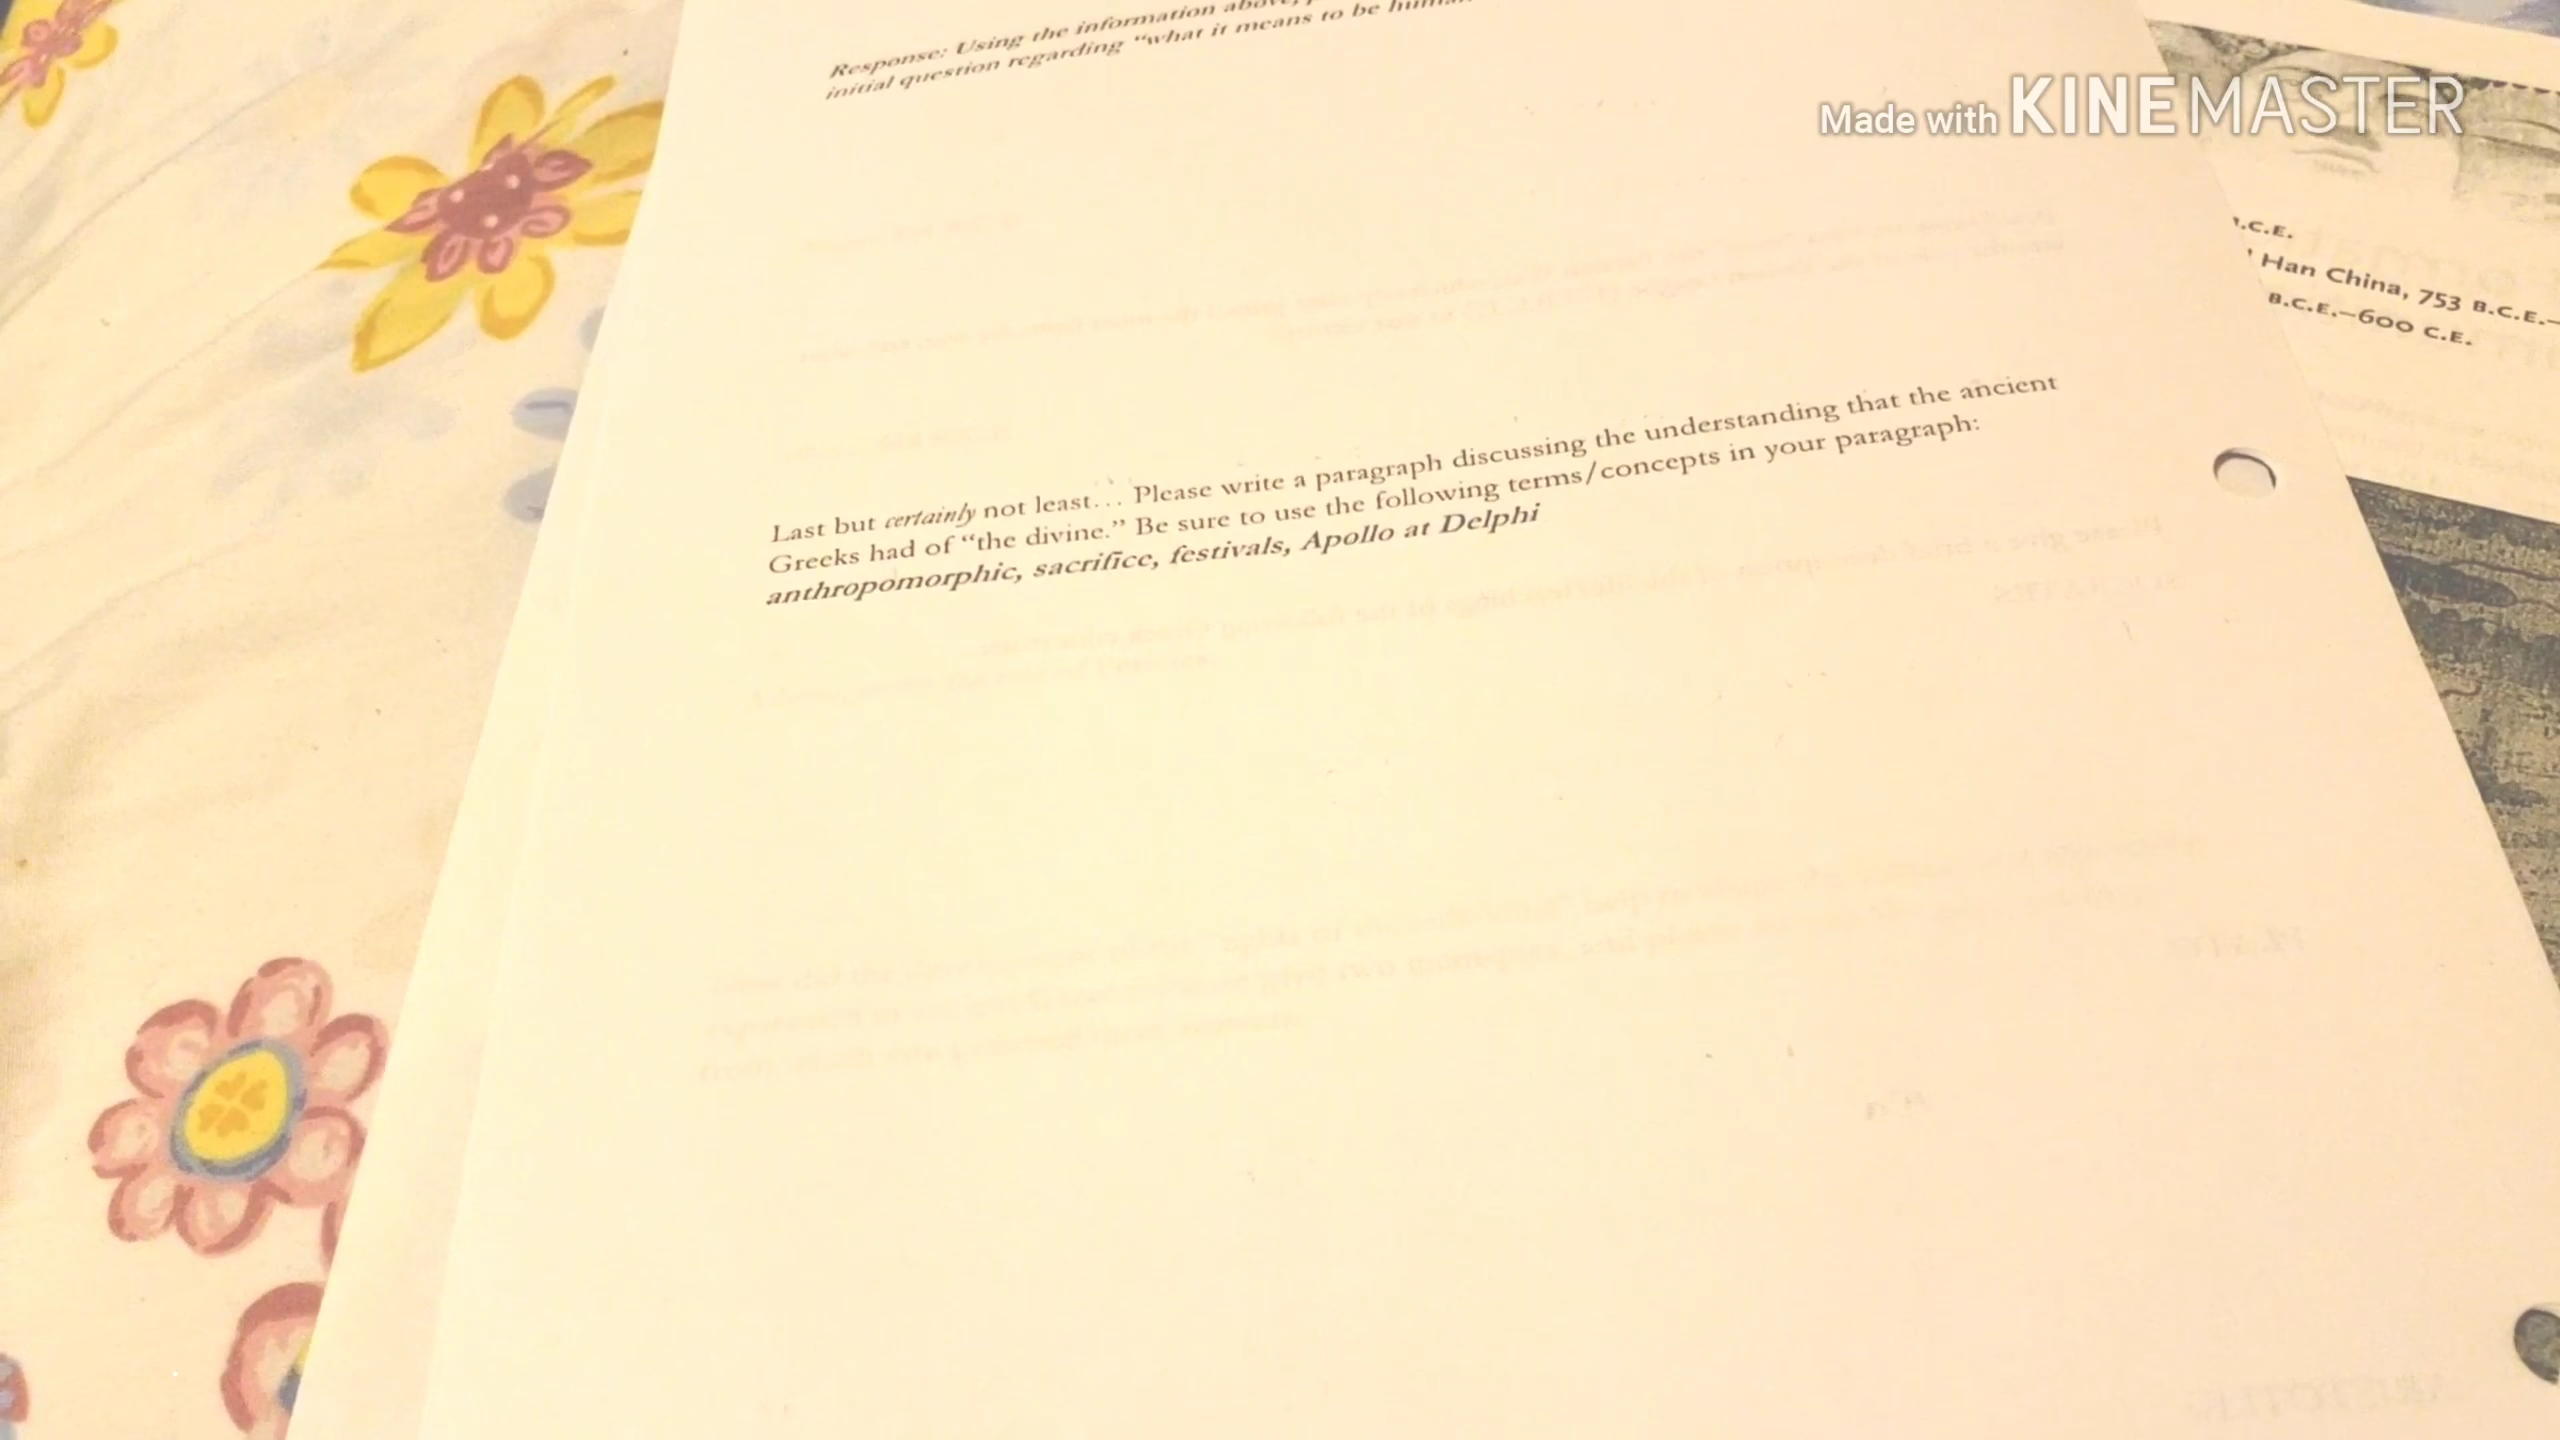 Response: Using the information above,
initial question regarding “what it means to be human
Made with KINEMASTER
B.C.E.
Han China, 753 B.C.E.–
B.C.E.–600 C.E.
Last but certainly not least… Please write a paragraph discussing the understanding that the ancient
Greeks had of “the divine.” Be sure to use the following terms/concepts in your paragraph:
anthropomorphic, sacrifice, festivals, Apollo at Delphi